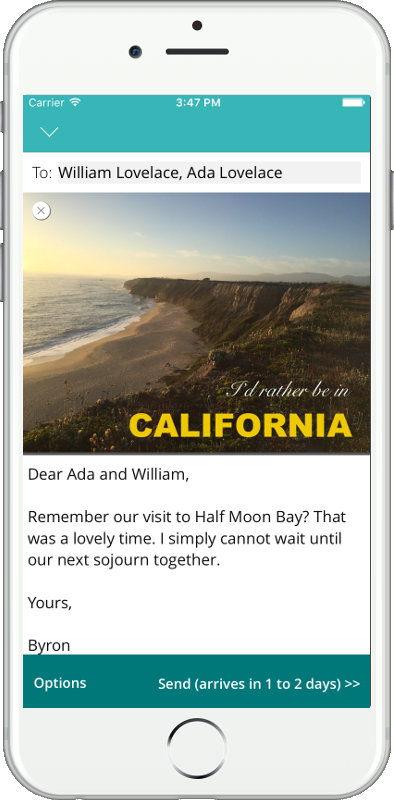 Carrier 3:47 PM
To: William Lovelace, Ada Lovelace
I'd rather be in
CALIFORNIA
Dear Ada and William,
Remember our visit to Half Moon Bay? That
was a lovely time. I simply cannot wait until
our next sojourn together.
Yours,
Byron
Options Send (arrives in 1 to 2 days) >>